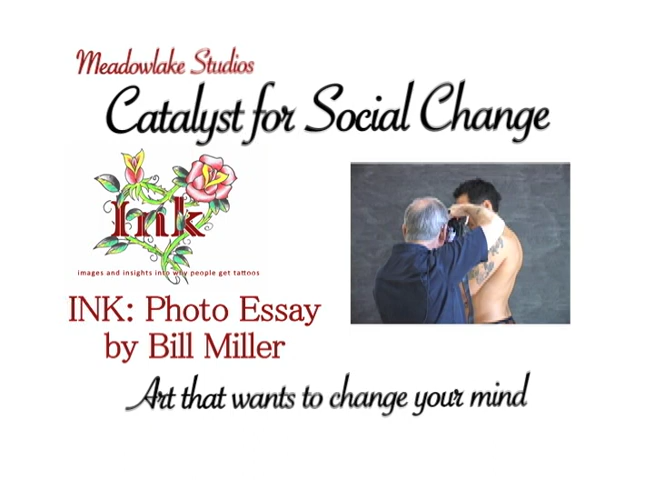 Meadowlake Studios
Catalyst for Social Change
Ink
images and insights into why people get tattoos
INK: Photo Essay
by Bill Miller
Art that wants to change your mind